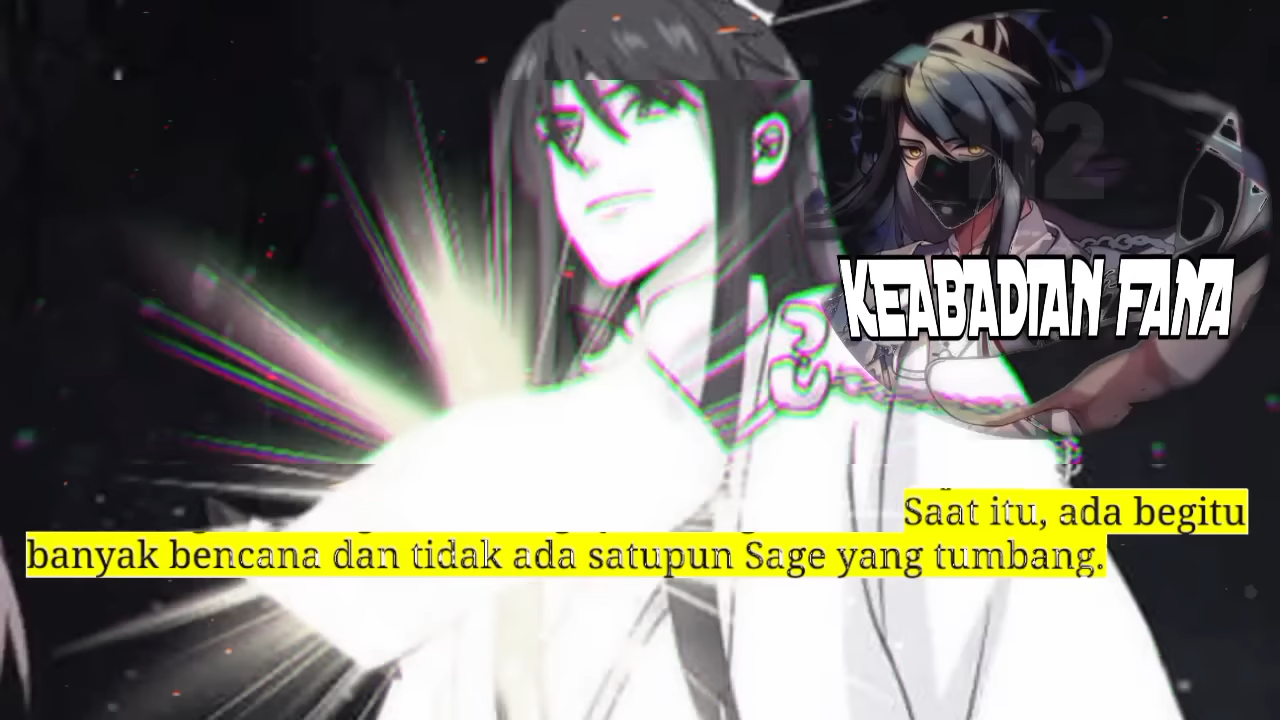 KEABADIAN FANA
Saat itu, ada begitu
banyak bencana dan tidak ada satupun Sage yang tumbang.